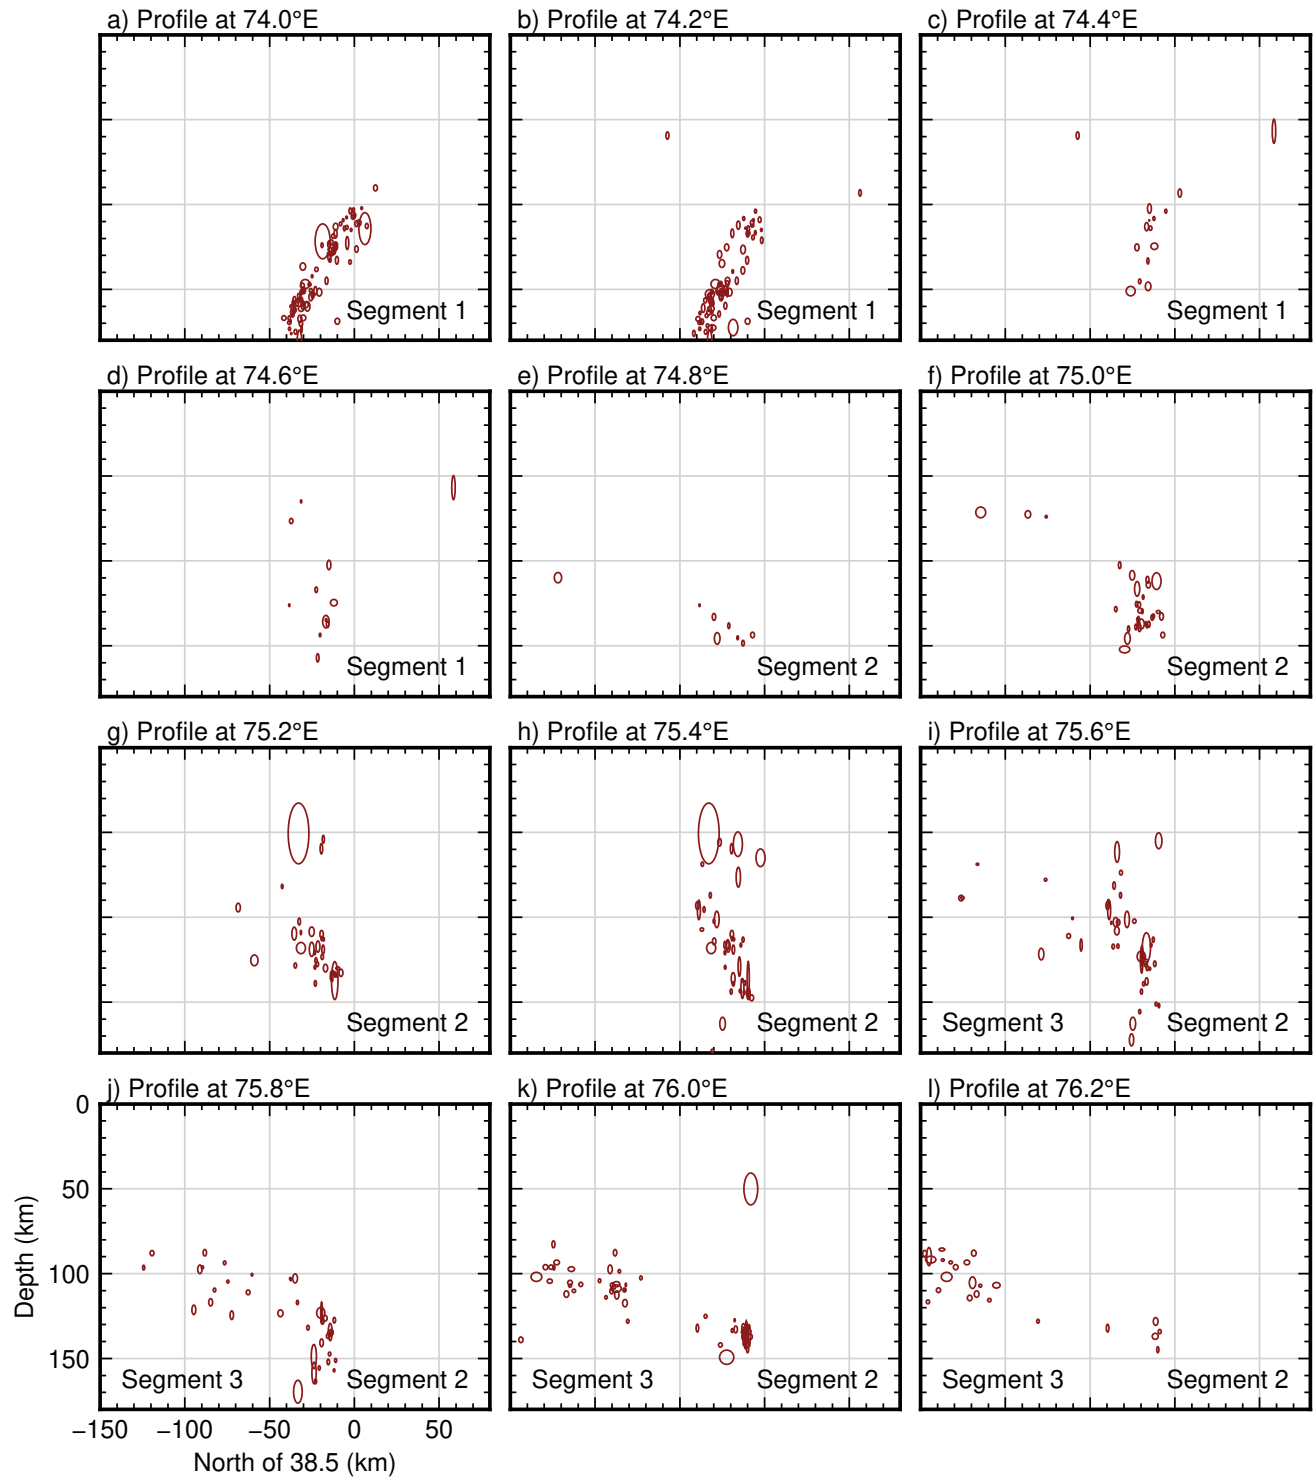 a) Profile at 74.0°E
b) Profile at 74.2°E
c) Profile at 74.4°E
Segment 1
Segment 1
Segment 1
d) Profile at 74.6°E
e) Profile at 74.8°E
f) Profile at 75.0°E
Segment 1
Segment 2
Segment 2
g) Profile at 75.2°E
h) Profile at 75.4°E
i) Profile at 75.6°E
Segment 2
Segment 2
Segment 3
Segment 2
j) Profile at 75.8°E
k) Profile at 76.0°E
l) Profile at 76.2°E
0
50
100
150
Depth (km)
Segment 3
Segment 2
Segment 3
Segment 2
Segment 2
−150 −100 −50 0 50
North of 38.5 (km)